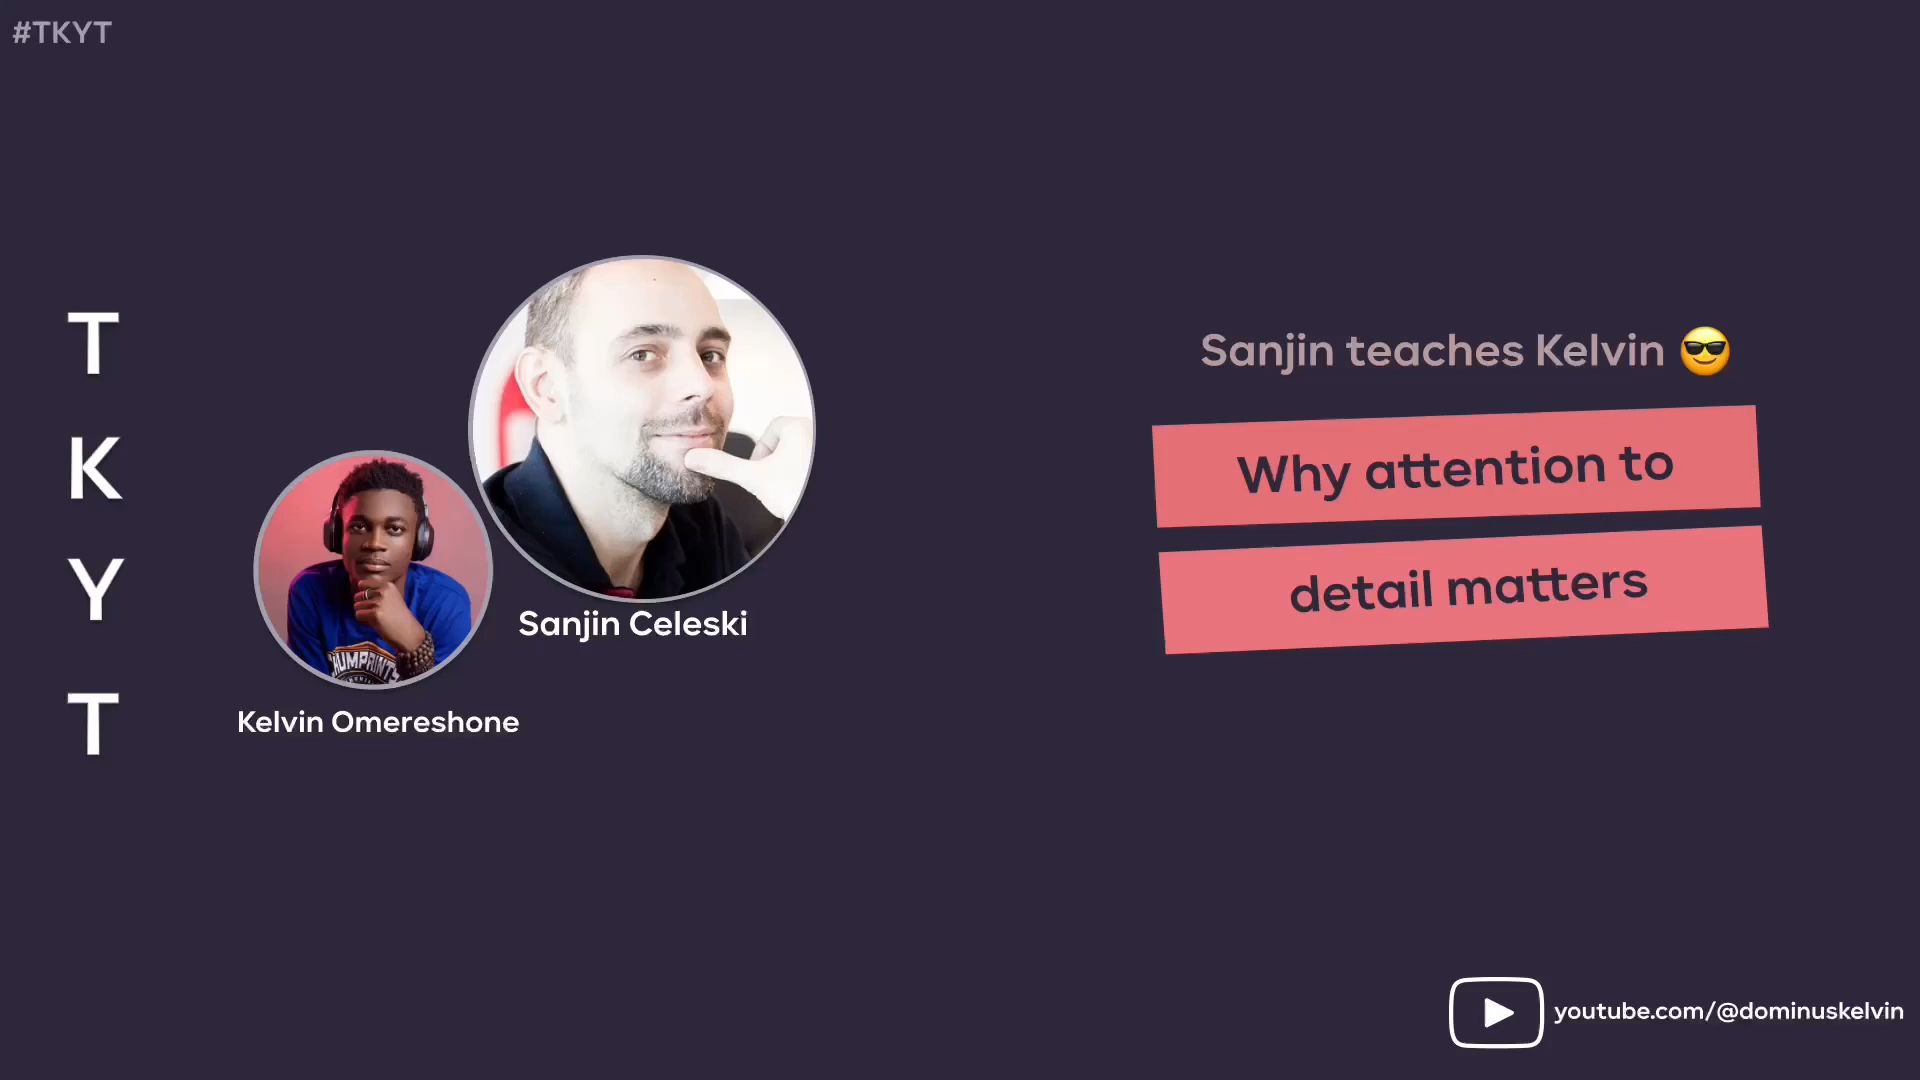 #TKYT
T
K
Y
T
Sanjin Celeski
Kelvin Omereshone
Sanjin teaches Kelvin 😎
Why attention to
detail matters
youtube.com/@dominuskelvin